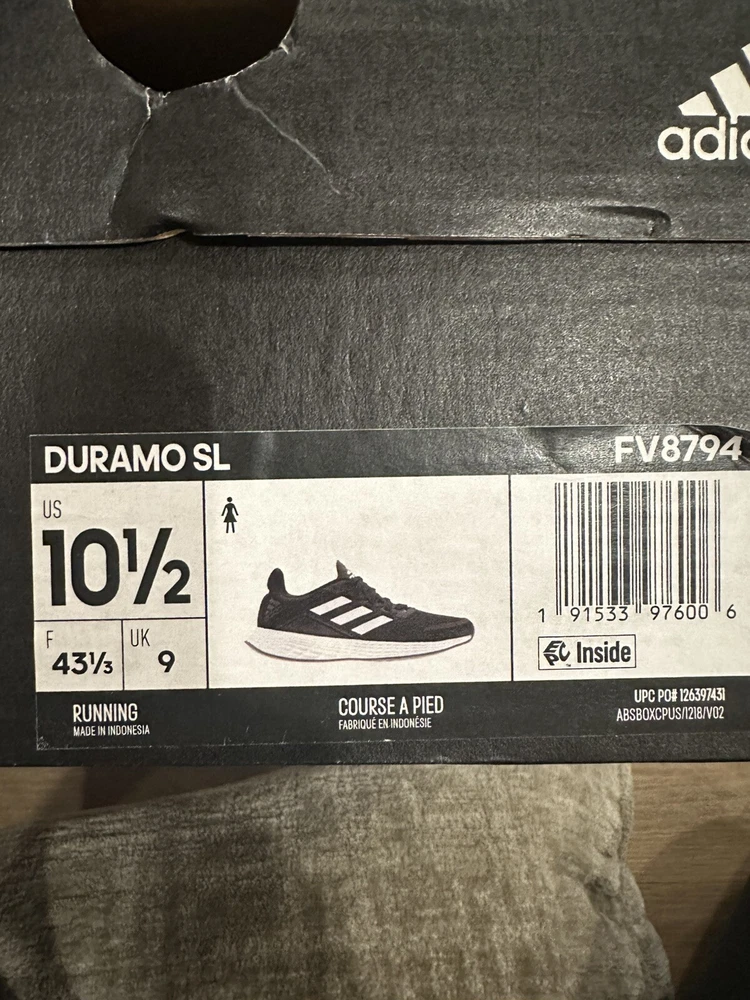 adid
DURAMO SL
FV8794
US
10½
F
43⅓
UK
9
1 91533 97600 6
EPC Inside
RUNNING
MADE IN INDONESIA
COURSE A PIED
FABRIQUÉ EN INDONÉSIE
UPC PO# 126397431
ABSBOXCPUS/1218/V02